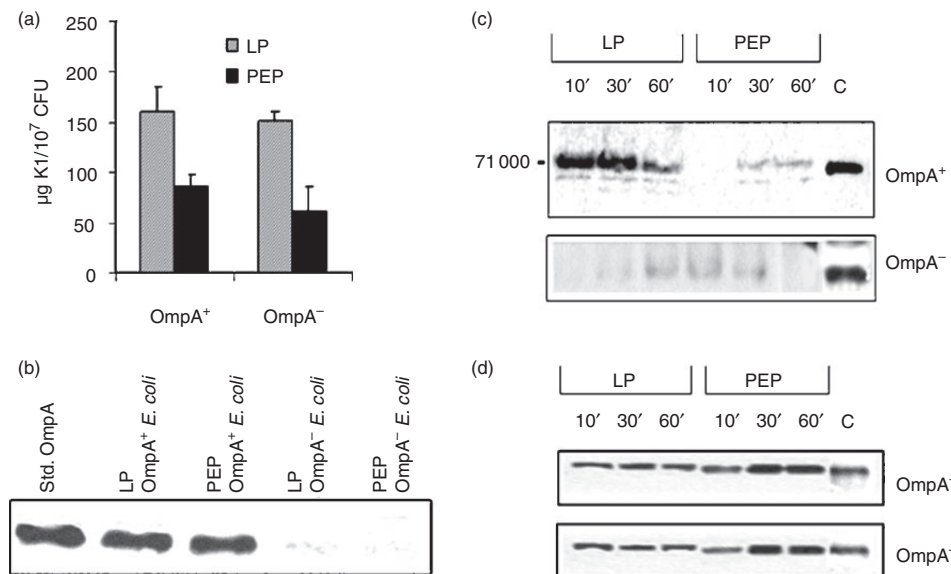 (a)
LP
PEP
µg K1/10⁷ CFU
250
200
150
100
50
0
OmpA⁺ OmpA⁻
(b)
Std. OmpA
LP
OmpA⁺ E. coli
PEP
OmpA⁺ E. coli
LP
OmpA⁻ E. coli
PEP
OmpA⁻ E. coli
(c)
LP PEP
10′ 30′ 60′ 10′ 30′ 60′ C
71 000
OmpA⁺
OmpA⁻
(d)
LP PEP
10′ 30′ 60′ 10′ 30′ 60′ C
OmpA
OmpA